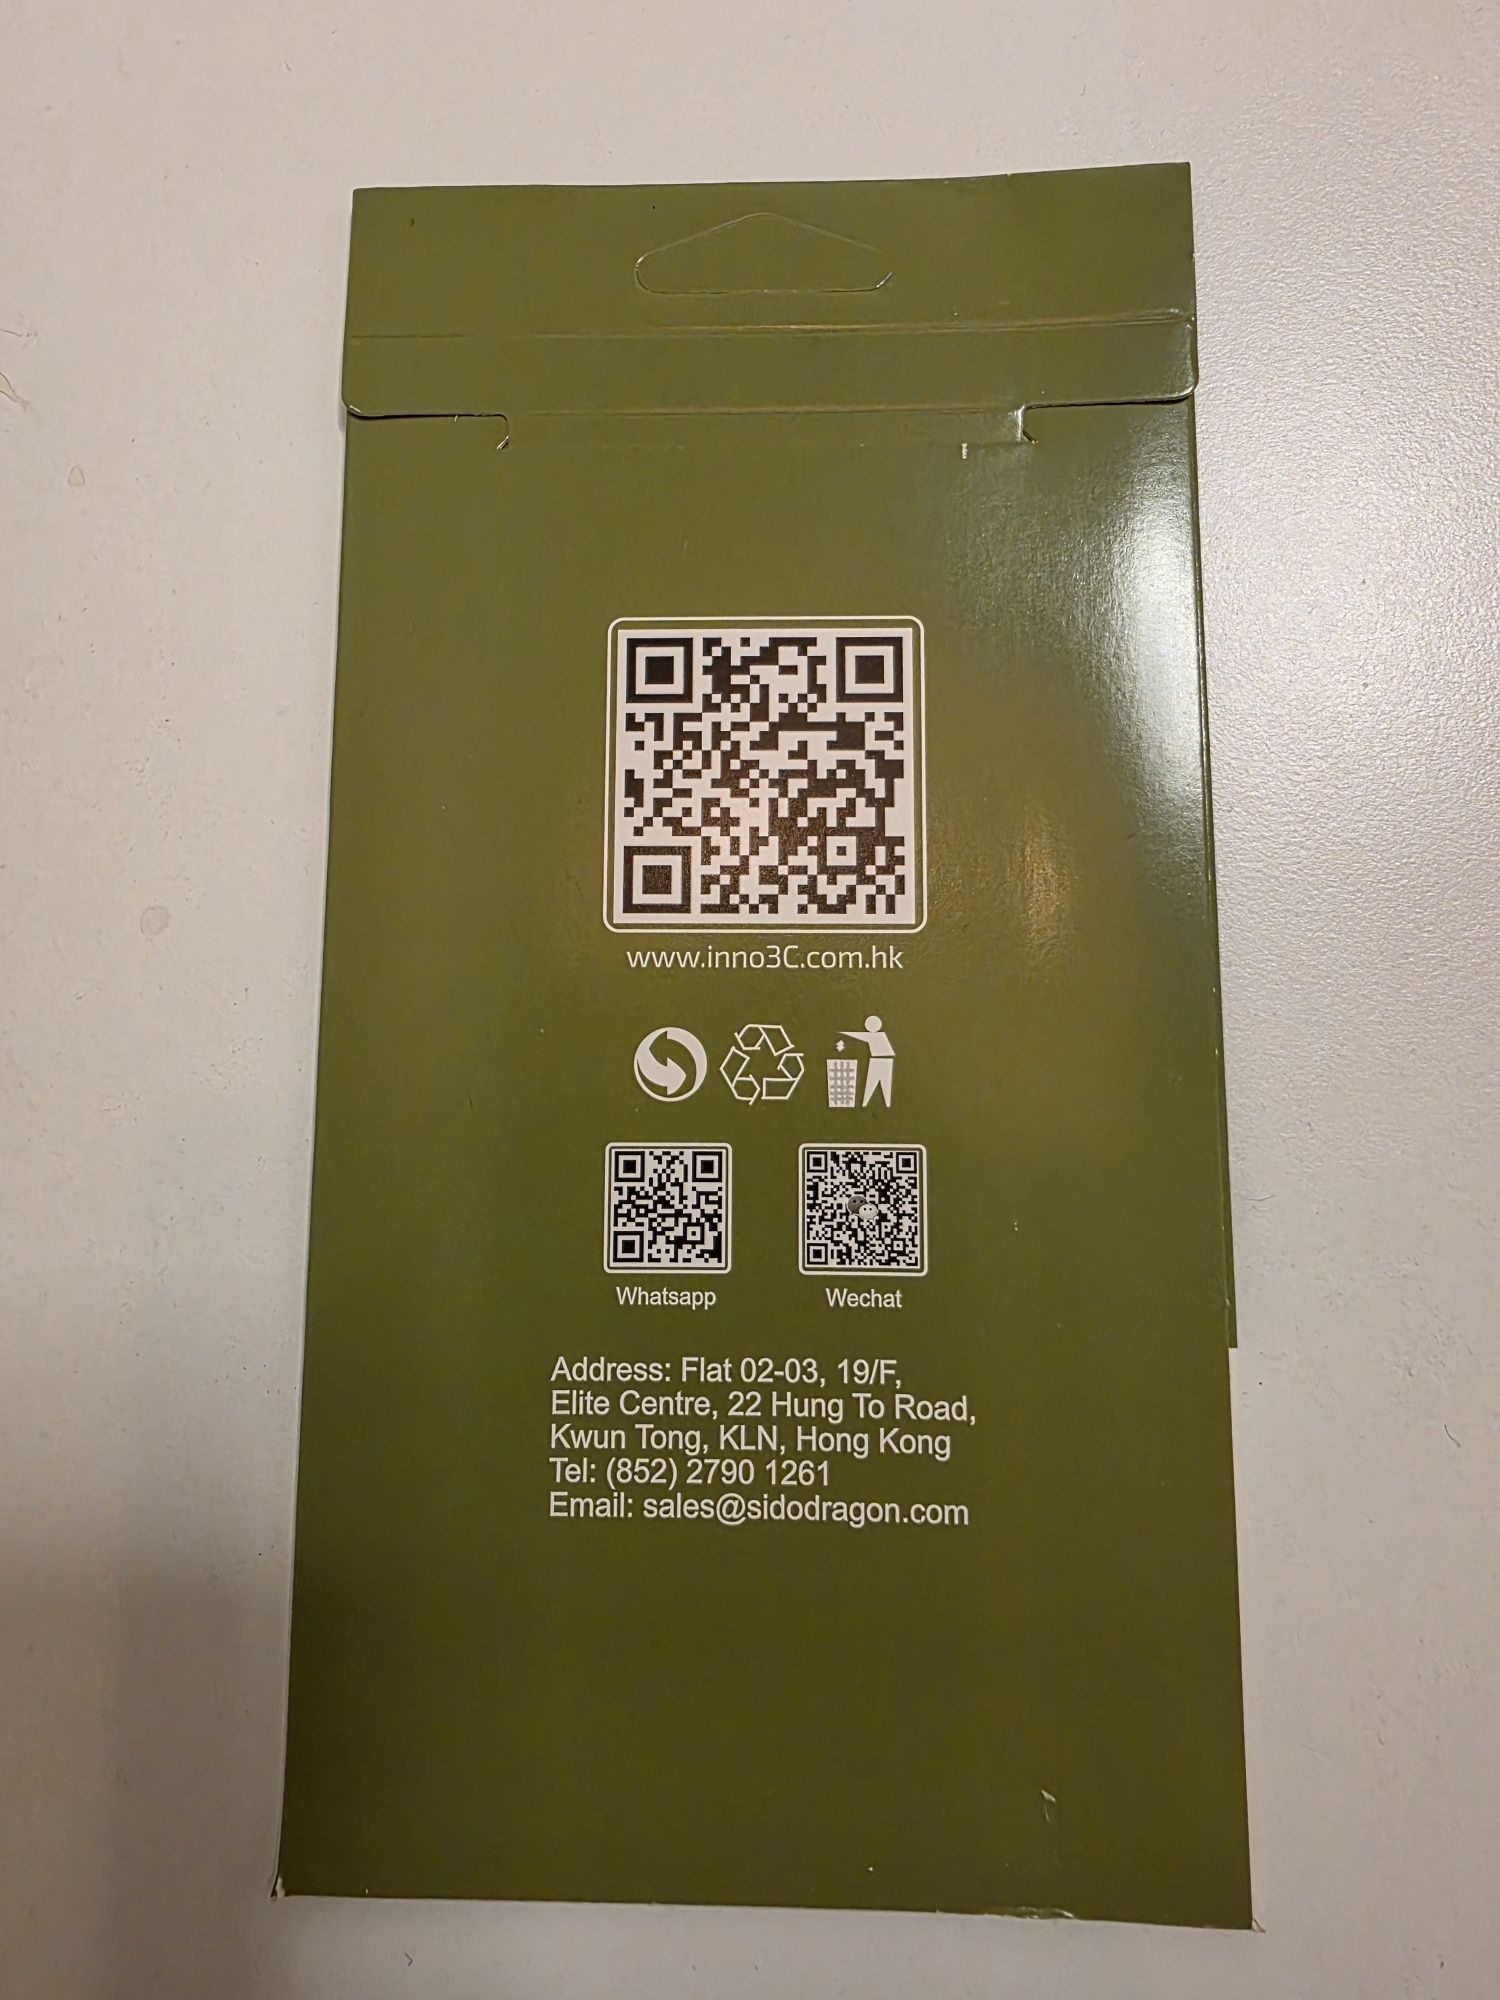 www.inno3C.com.hk
Whatsapp
Wechat
Address: Flat 02-03, 19/F,
Elite Centre, 22 Hung To Road,
Kwun Tong, KLN, Hong Kong
Tel: (852) 2790 1261
Email: sales@sidodragon.com